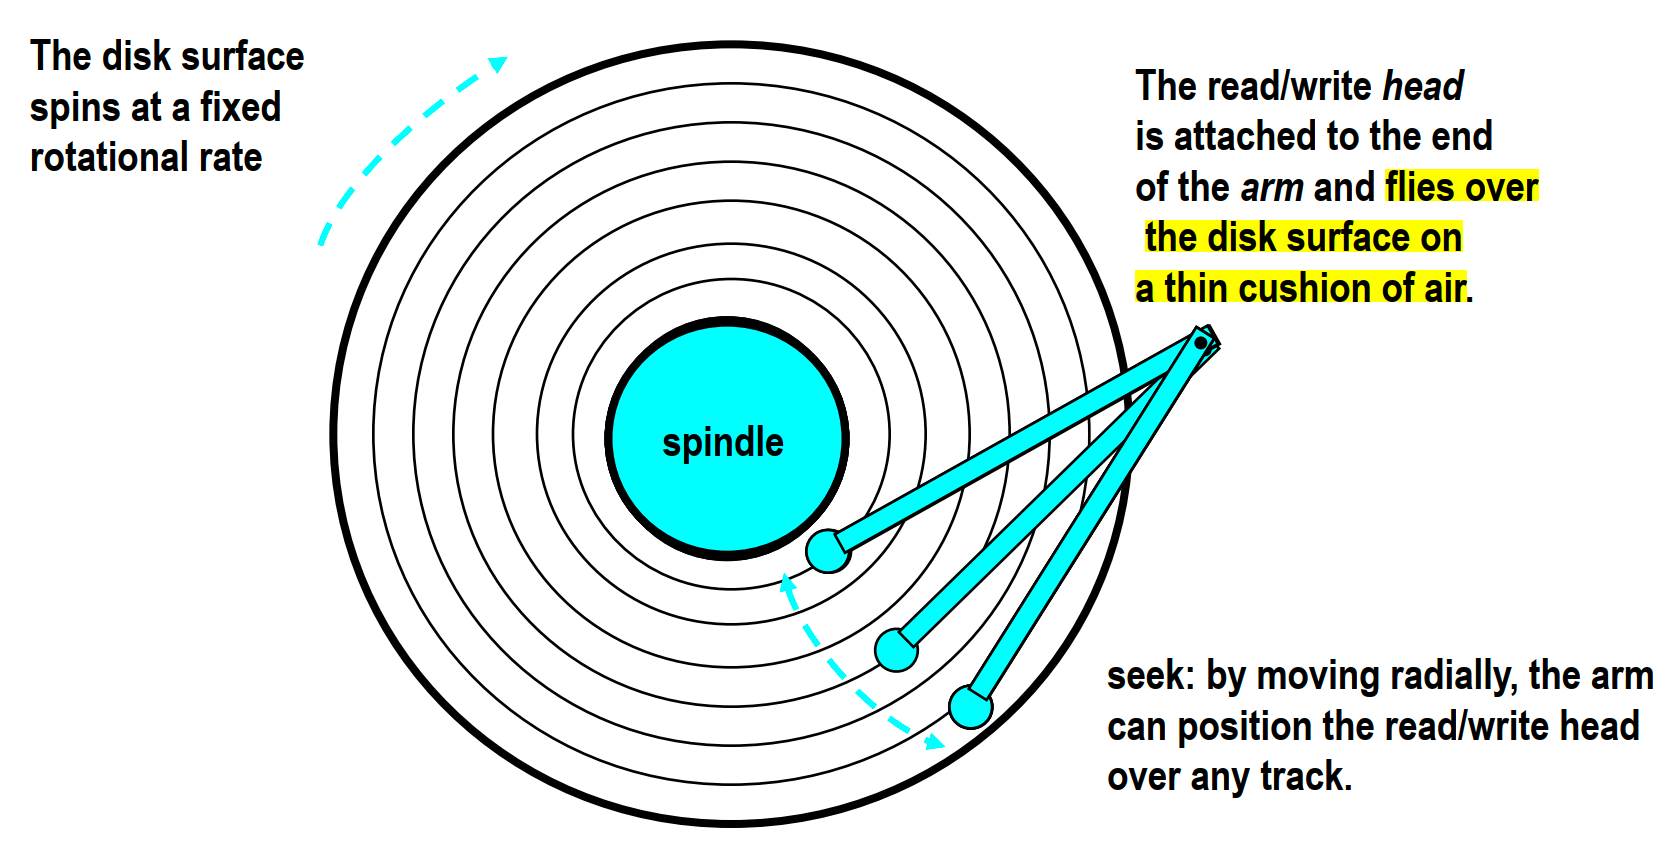 The disk surface
spins at a fixed
rotational rate
The read/write head
is attached to the end
of the arm and flies over
the disk surface on
a thin cushion of air.
spindle
seek: by moving radially, the arm
can position the read/write head
over any track.